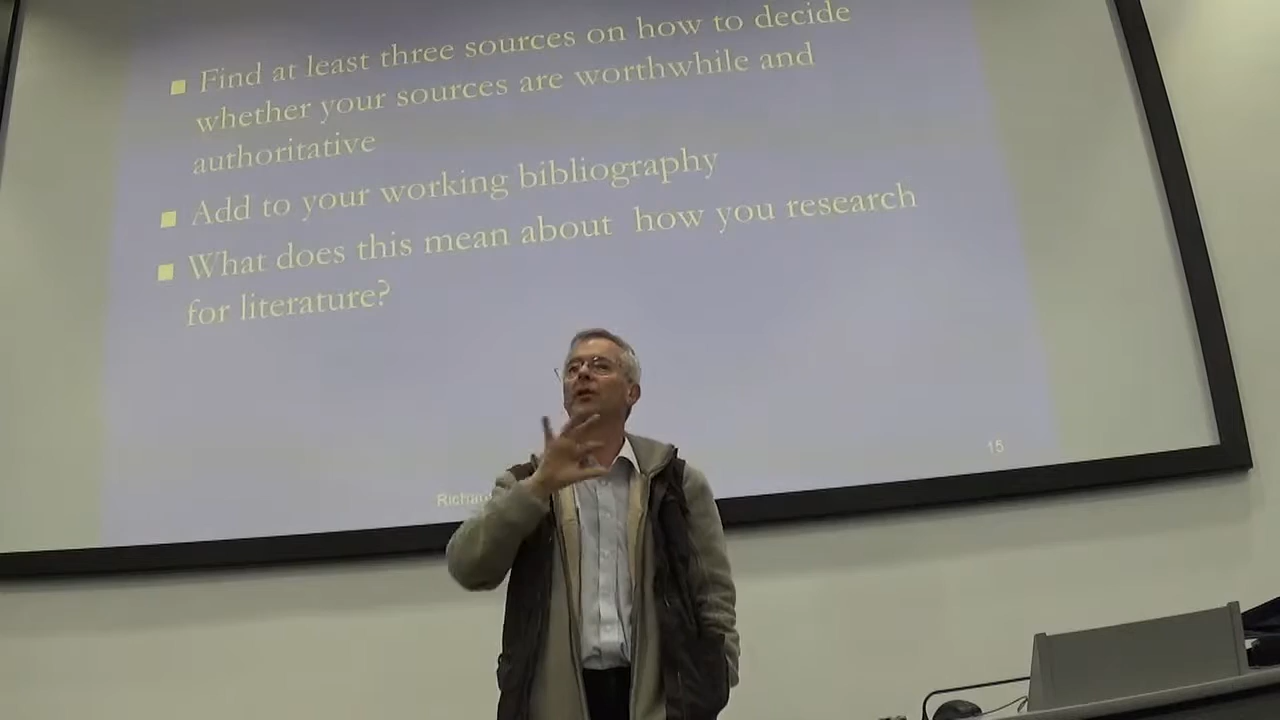 Find at least three sources on how to decide
whether your sources are worthwhile and
authoritative
Add to your working bibliography
What does this mean about how you research
for literature?
15